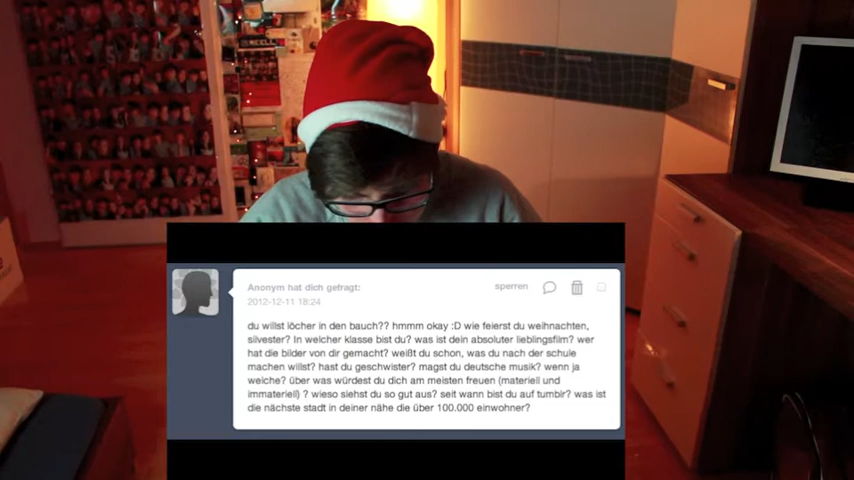 Anonym hat dich gefragt:
sperren
2012-12-11 18:24
du willst löcher in den bauch?? hmmm okay :D wie feierst du weihnachten,
silvester? In welcher klasse bist du? was ist dein absoluter lieblingsfilm? wer
hat die bilder von dir gemacht? weißt du schon, was du nach der schule
machen willst? hast du geschwister? magst du deutsche musik? wenn ja
welche? über was würdest du dich am meisten freuen (materiell und
immateriell) ? wieso siehst du so gut aus? seit wann bist du auf tumblr? was ist
die nächste stadt in deiner nähe die über 100.000 einwohner?